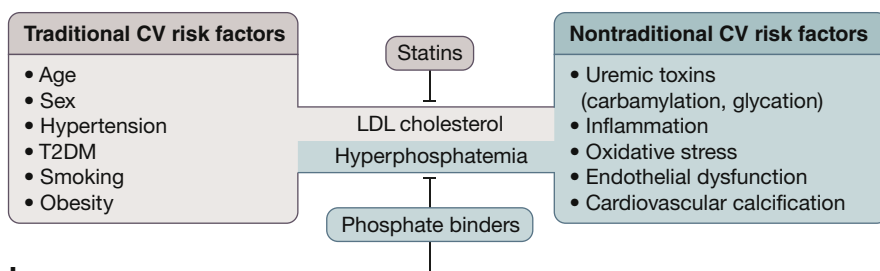 Traditional CV risk factors
• Age
• Sex
• Hypertension
• T2DM
• Smoking
• Obesity
Statins
LDL cholesterol
Hyperphosphatemia
Phosphate binders
Nontraditional CV risk factors
• Uremic toxins
(carbamylation, glycation)
• Inflammation
• Oxidative stress
• Endothelial dysfunction
• Cardiovascular calcification